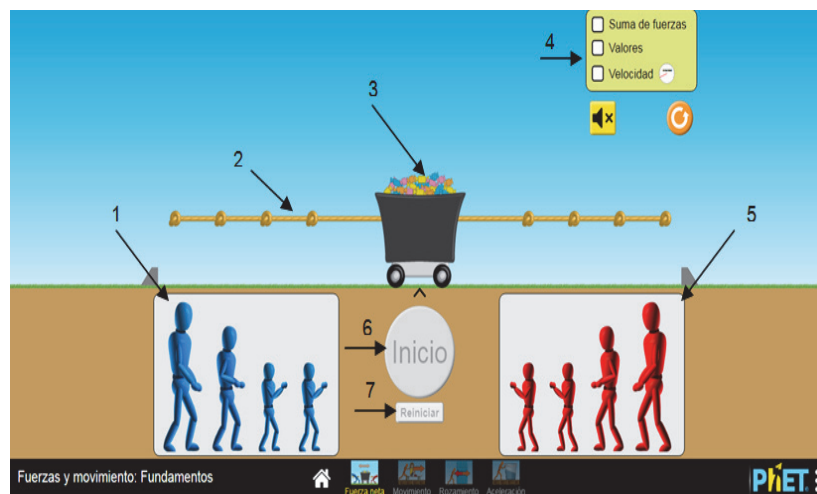 4
Suma de fuerzas
Valores
Velocidad
3
2
1
5
6
Inicio
7
Reiniciar
Fuerzas y movimiento: Fundamentos
Fuerza neta
Movimiento
Rozamiento
Aceleración
PhET